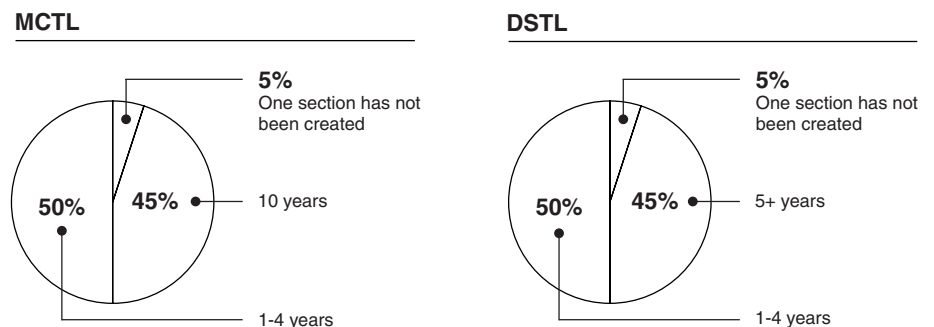 MCTL
5%
One section has not
been created
50%
45%
10 years
1-4 years
DSTL
5%
One section has not
been created
50%
45%
5+ years
1-4 years